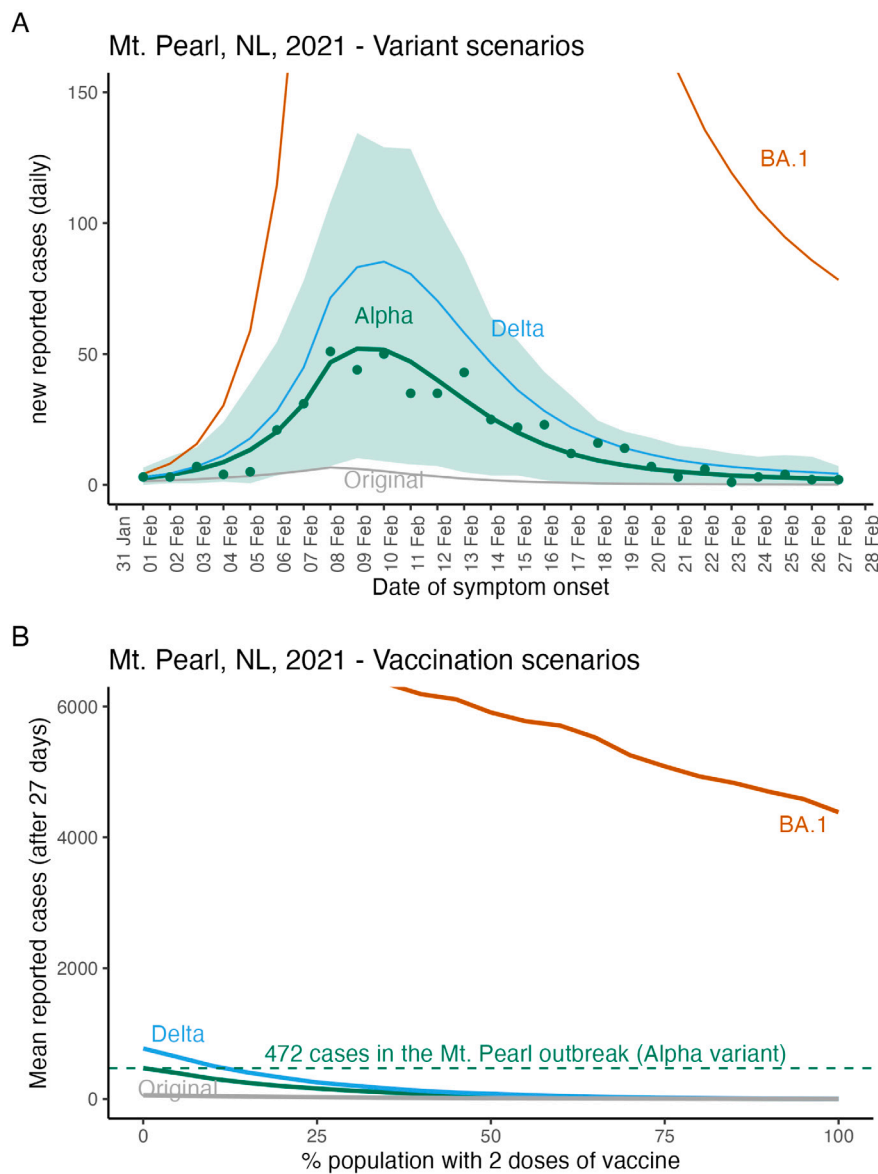 A
Mt. Pearl, NL, 2021 - Variant scenarios
new reported cases (daily)
150
100
50
0
BA.1
Alpha
Delta
Original
31 Jan
01 Feb
02 Feb
03 Feb
04 Feb
05 Feb
06 Feb
07 Feb
08 Feb
09 Feb
10 Feb
11 Feb
12 Feb
13 Feb
14 Feb
15 Feb
16 Feb
17 Feb
18 Feb
19 Feb
20 Feb
21 Feb
22 Feb
23 Feb
24 Feb
25 Feb
26 Feb
27 Feb
28 Feb
Date of symptom onset
B
Mt. Pearl, NL, 2021 - Vaccination scenarios
Mean reported cases (after 27 days)
6000
4000
2000
0
BA.1
Delta
472 cases in the Mt. Pearl outbreak (Alpha variant)
Original
0
25
50
75
100
% population with 2 doses of vaccine